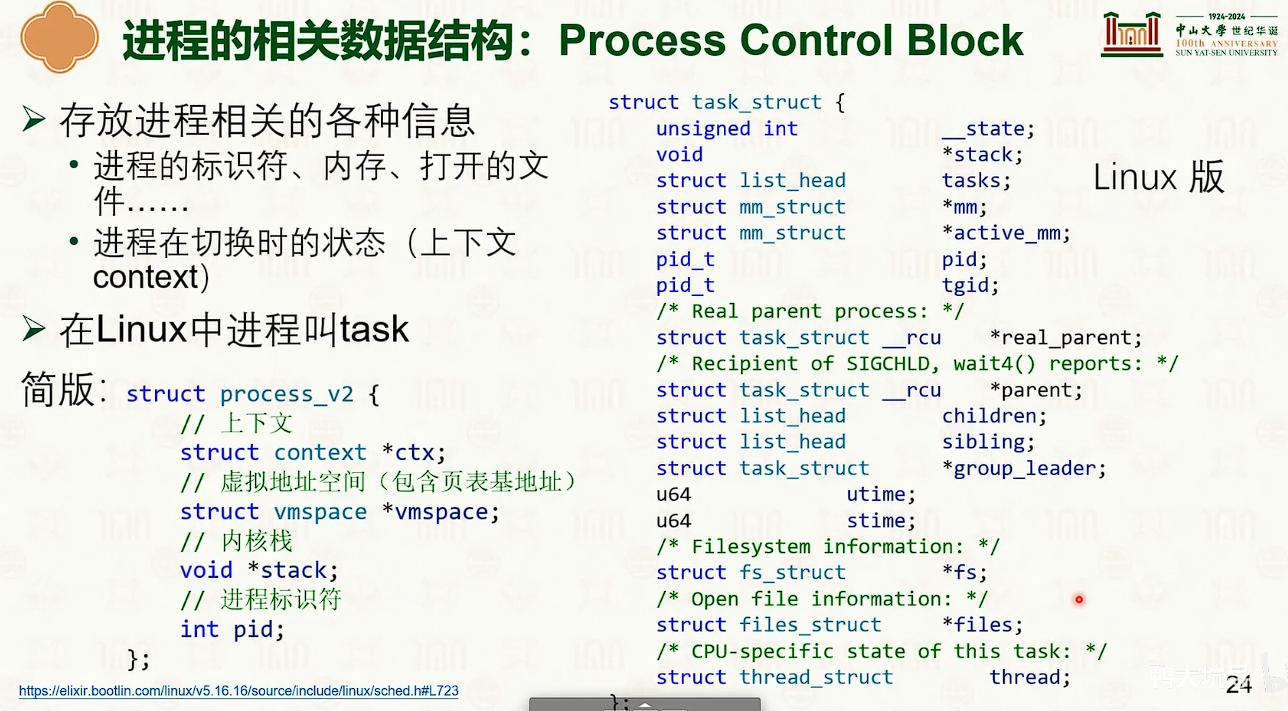 进程的相关数据结构：Process Control Block
1924-2024
中山大学 世纪华诞
100th ANNIVERSARY
SUN YAT-SEN UNIVERSITY
➢ 存放进程相关的各种信息
• 进程的标识符、内存、打开的文
件……
• 进程在切换时的状态（上下文
context）
➢ 在Linux中进程叫task
简版：
struct process_v2 {
// 上下文
struct context *ctx;
// 虚拟地址空间（包含页表基地址）
struct vmspace *vmspace;
// 内核栈
void *stack;
// 进程标识符
int pid;
};
https://elixir.bootlin.com/linux/v5.16.16/source/include/linux/sched.h#L723
Linux 版
struct task_struct {
unsigned int __state;
void *stack;
struct list_head tasks;
struct mm_struct *mm;
struct mm_struct *active_mm;
pid_t pid;
pid_t tgid;
/* Real parent process: */
struct task_struct __rcu *real_parent;
/* Recipient of SIGCHLD, wait4() reports: */
struct task_struct __rcu *parent;
struct list_head children;
struct list_head sibling;
struct task_struct *group_leader;
u64 utime;
u64 stime;
/* Filesystem information: */
struct fs_struct *fs;
/* Open file information: */
struct files_struct *files;
/* CPU-specific state of this task: */
struct thread_struct thread;
};
24